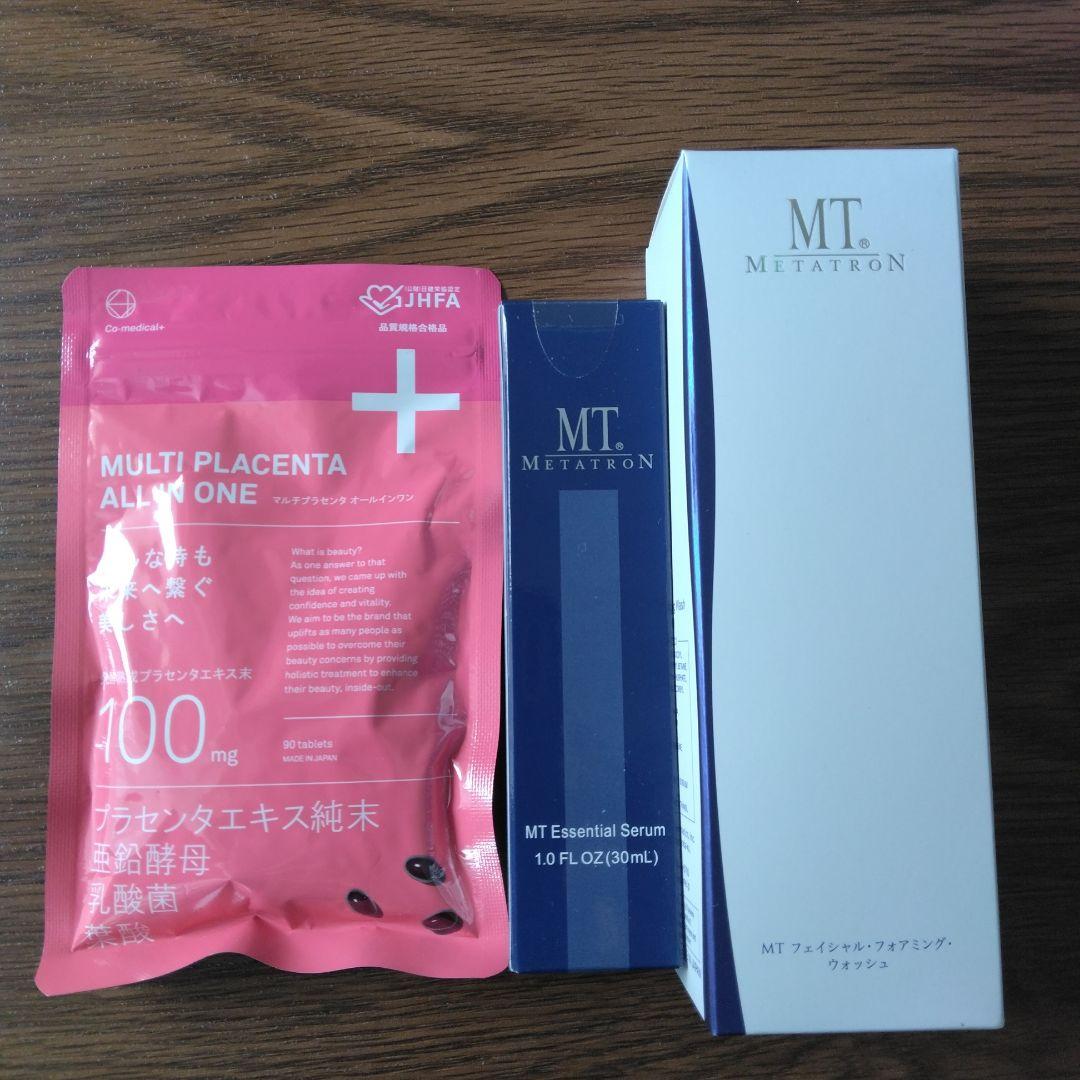 Co-medical+
(公財)日健栄協認定
JHFA
品質規格合格品
MULTI PLACENTA
ALL IN ONE マルチプラセンタ オールインワン
な時も
来へ繋ぐ
美しさへ
What is beauty?
As one answer to that
question, we came up with
the idea of creating
confidence and vitality.
We aim to be the brand that
uplifts as many people as
possible to overcome their
beauty concerns by providing
holistic treatment to enhance
their beauty, inside-out.
プラセンタエキス末
100mg
90 tablets
MADE IN JAPAN
プラセンタエキス純末
亜鉛酵母
乳酸菌
葉酸
MT®
METATRON
MT Essential Serum
1.0 FL OZ(30mL)
MT®
METATRON
MT フェイシャル・フォアミング・
ウォッシュ